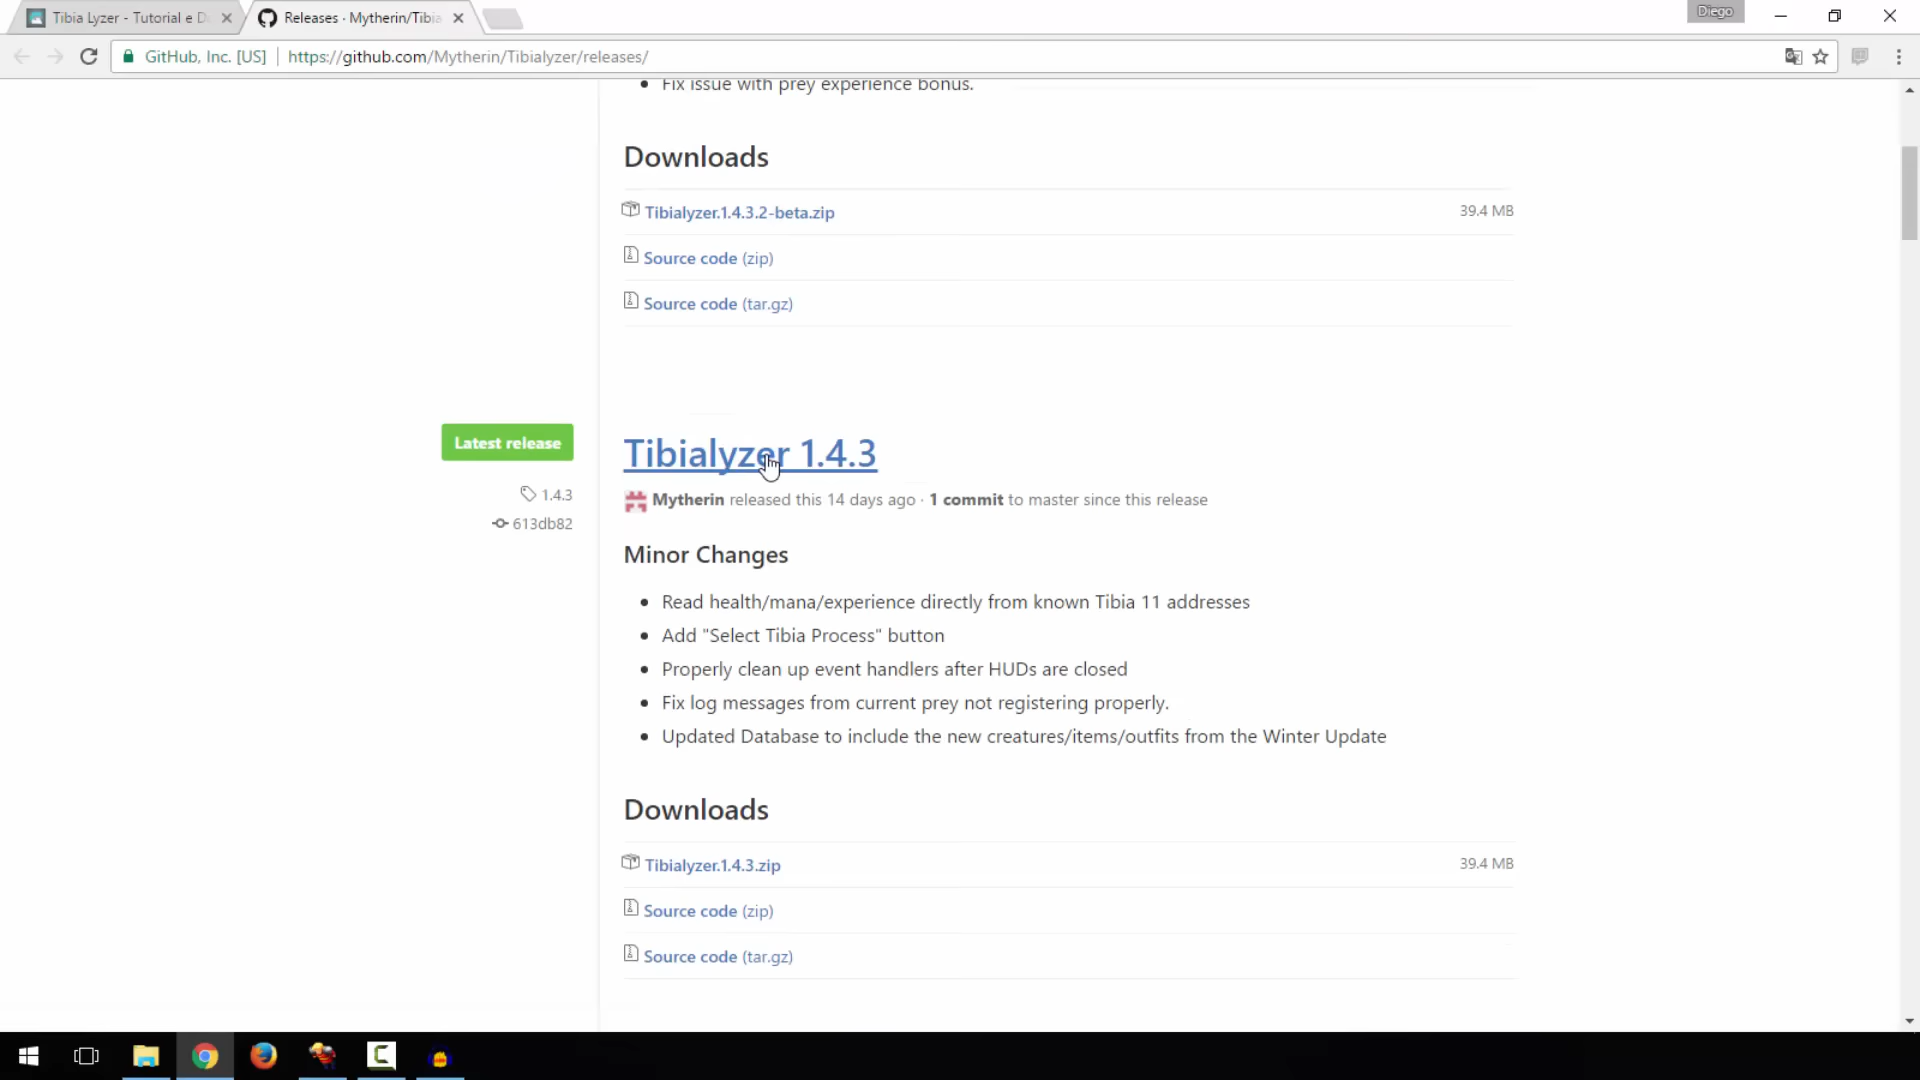 Tibia Lyzer - Tutorial e D
Releases · Mytherin/Tibia
Diego
GitHub, Inc. [US]
https://github.com/Mytherin/Tibialyzer/releases/
Fix issue with prey experience bonus.
Downloads
Tibialyzer.1.4.3.2-beta.zip 39.4 MB
Source code (zip)
Source code (tar.gz)
Latest release
Tibialyzer 1.4.3
1.4.3
Mytherin released this 14 days ago · 1 commit to master since this release
613db82
Minor Changes
Read health/mana/experience directly from known Tibia 11 addresses
Add "Select Tibia Process" button
Properly clean up event handlers after HUDs are closed
Fix log messages from current prey not registering properly.
Updated Database to include the new creatures/items/outfits from the Winter Update
Downloads
Tibialyzer.1.4.3.zip 39.4 MB
Source code (zip)
Source code (tar.gz)